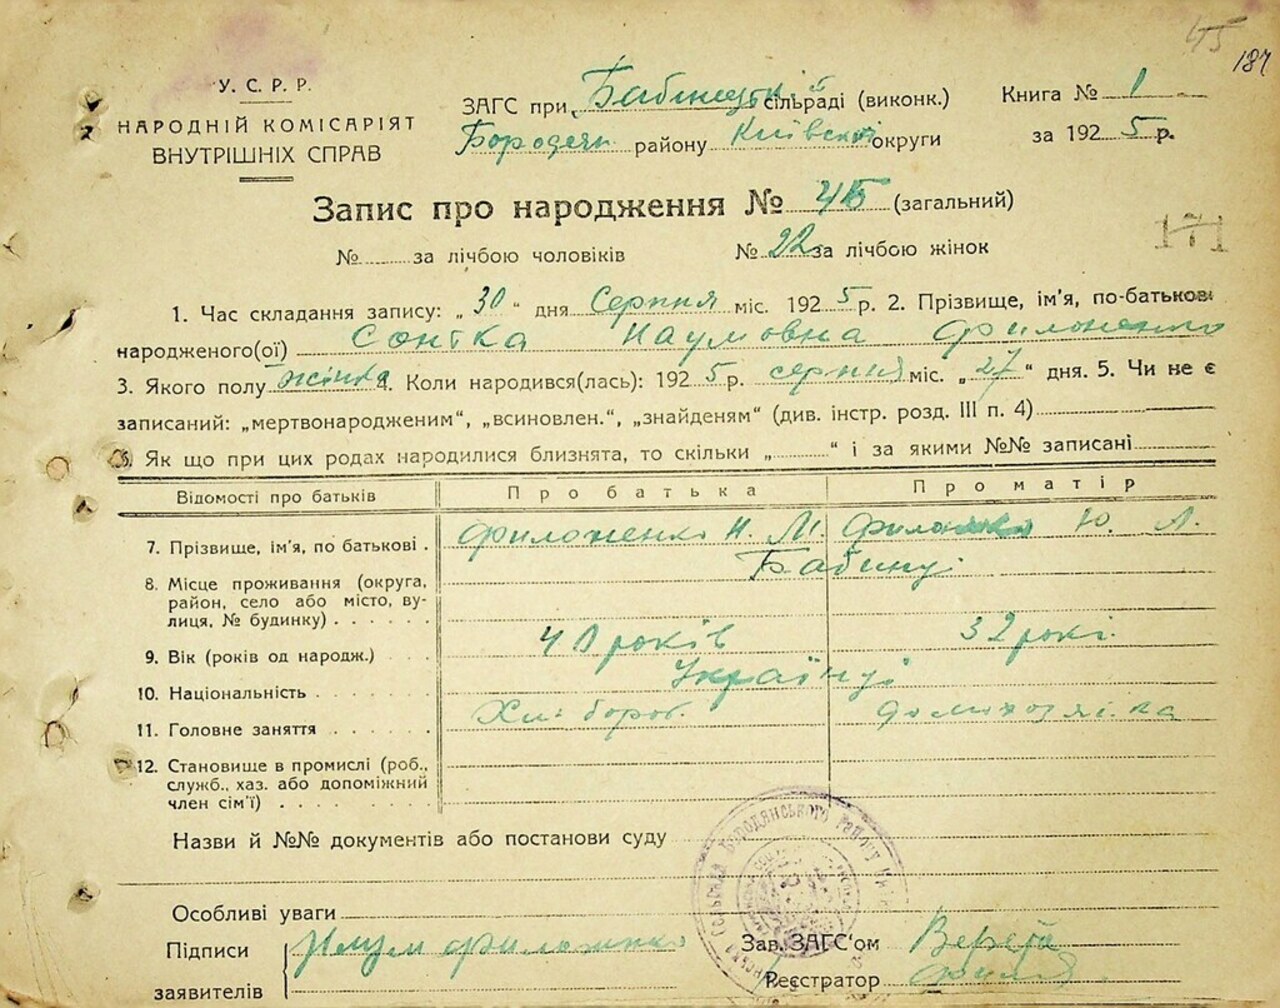 45
187
У. С. Р. Р.
НАРОДНІЙ КОМІСАРІЯТ
ВНУТРІШНІХ СПРАВ
ЗАГС при Бабинецькій сільраді (виконк.)
Бородян. району Київської округи
Книга № 1
за 1925 р.
Запис про народження № 45 (загальний)
№ ........ за лічбою чоловіків № 22 за лічбою жінок
171
1. Час складання запису: „30“ дня Серпня міс. 1925 р. 2. Прізвище, ім’я, по-батькові
народженого(ої) Сонтка Наумовна Филоненко
3. Якого полу жінка 4. Коли народився(лась): 1925 р. серпня міс. „27“ дня. 5. Чи не є
записаний: „мертвонародженим“, „всиновлен.“, „знайденям“ (див. інстр. розд. III п. 4)
6. Як що при цих родах народилися близнята, то скільки „..........“ і за якими №№ записані
Відомості про батьків Про батька Про матір
7. Прізвище, ім’я, по батькові . Филоненко Н. М. Филоненко Ю. Л.
8. Місце проживання (округа, Бабинці
район, село або місто, ву-
лиця, № будинку) . . . . . .
9. Вік (років од народж.) . . 40 років 32 рокі.
10. Національність . . . . . . Українці
11. Головне заняття . . . . . . Хлібороб. домохозяйка
12. Становище в промислі (роб.,
служб., хаз. або допоміжний
член сім’ї) . . . . . . . .
Назви й №№ документів або постанови суду
Особливі уваги
Підписи Наум Филоненко Зав. ЗАГС‘ом
заявителів Реєстратор
Бородянського району